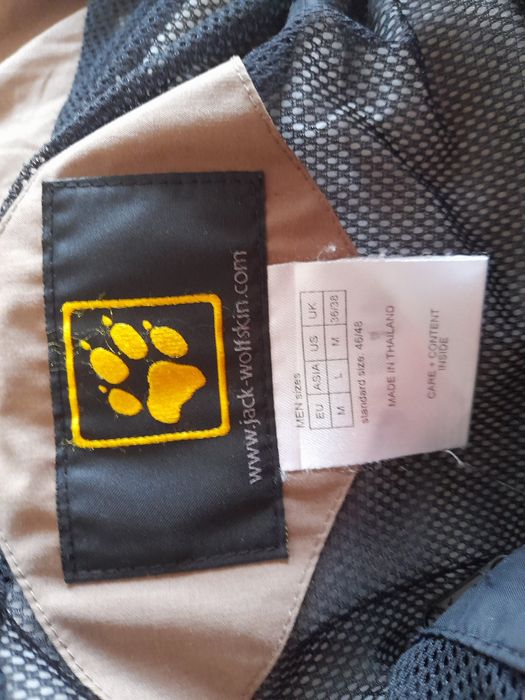 www.jack-wolfskin.com
MEN sizes
EU ASIA US UK
M L M 36/38
standard size: 46/48
MADE IN THAILAND
CARE + CONTENT
INSIDE